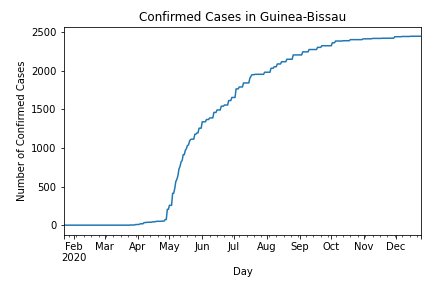 Confirmed Cases in Guinea-Bissau
Number of Confirmed Cases
2500
2000
1500
1000
500
0
Feb Mar Apr May Jun Jul Aug Sep Oct Nov Dec
2020
Day